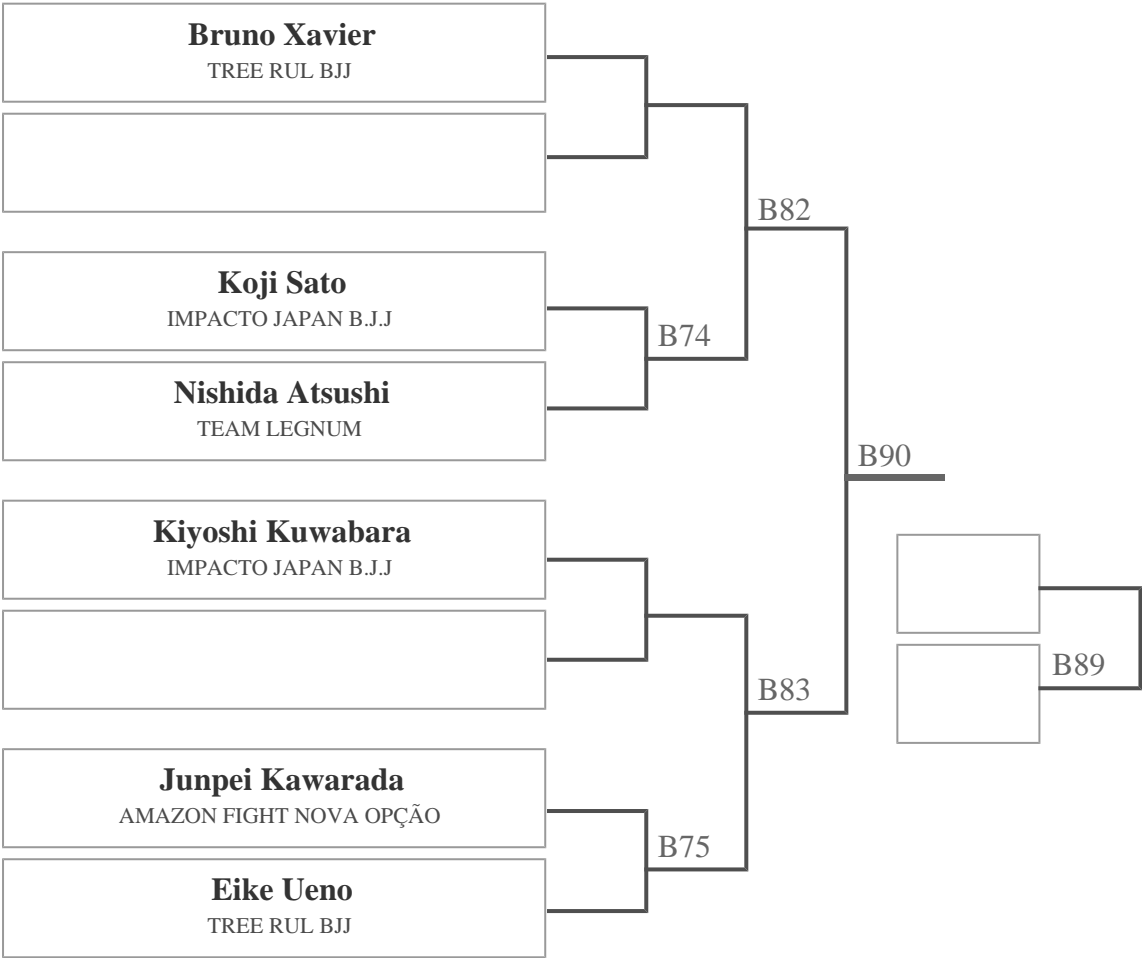 Bruno Xavier
TREE RUL BJJ
B82
Koji Sato
IMPACTO JAPAN B.J.J
B74
Nishida Atsushi
TEAM LEGNUM
B90
Kiyoshi Kuwabara
IMPACTO JAPAN B.J.J
B89
B83
Junpei Kawarada
AMAZON FIGHT NOVA OPÇÃO
B75
Eike Ueno
TREE RUL BJJ